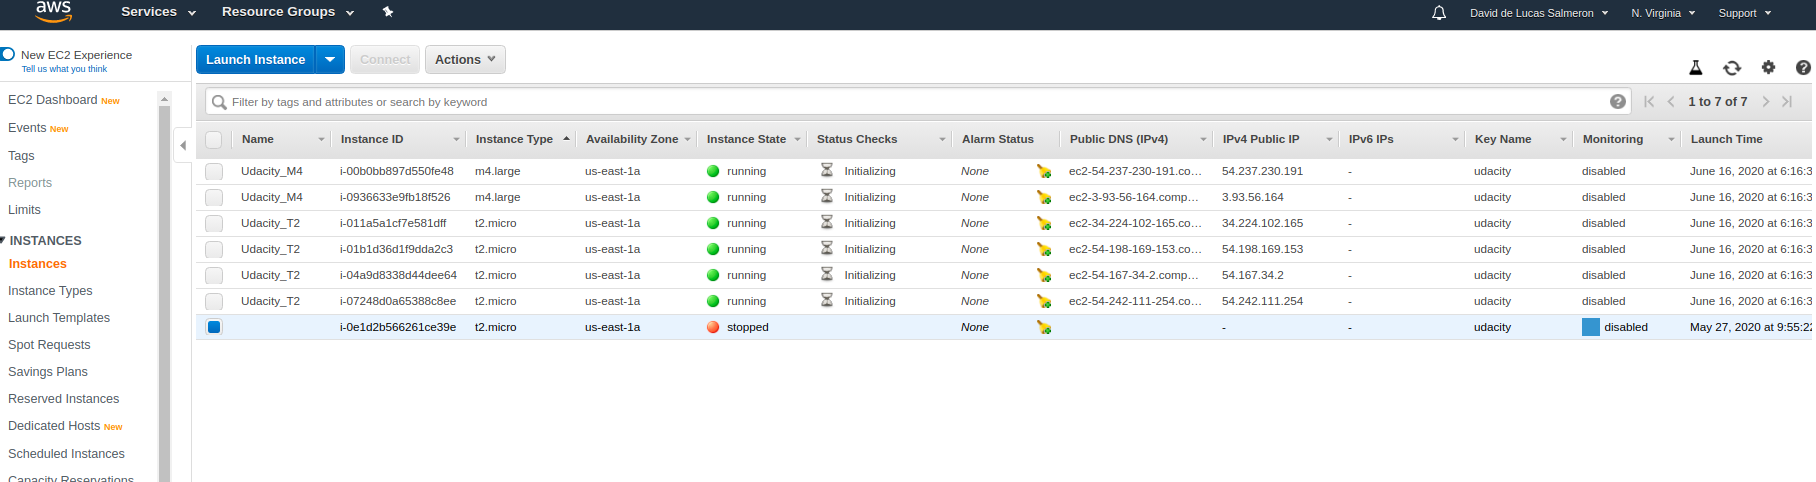 aws Services Resource Groups David de Lucas Salmeron N. Virginia Support
New EC2 Experience
Tell us what you think
Launch Instance Connect Actions
EC2 Dashboard New
Events New
Tags
Reports
Limits
INSTANCES
Instances
Instance Types
Launch Templates
Spot Requests
Savings Plans
Reserved Instances
Dedicated Hosts New
Scheduled Instances
Capacity Reservations
Filter by tags and attributes or search by keyword ? 1 to 7 of 7
Name Instance ID Instance Type Availability Zone Instance State Status Checks Alarm Status Public DNS (IPv4) IPv4 Public IP IPv6 IPs Key Name Monitoring Launch Time
Udacity_M4 i-00b0bb897d550fe48 m4.large us-east-1a running Initializing None ec2-54-237-230-191.co... 54.237.230.191 - udacity disabled June 16, 2020 at 6:16:3
Udacity_M4 i-0936633e9fb18f526 m4.large us-east-1a running Initializing None ec2-3-93-56-164.comp... 3.93.56.164 - udacity disabled June 16, 2020 at 6:16:3
Udacity_T2 i-011a5a1cf7e581dff t2.micro us-east-1a running Initializing None ec2-34-224-102-165.co... 34.224.102.165 - udacity disabled June 16, 2020 at 6:16:3
Udacity_T2 i-01b1d36d1f9dda2c3 t2.micro us-east-1a running Initializing None ec2-54-198-169-153.co... 54.198.169.153 - udacity disabled June 16, 2020 at 6:16:3
Udacity_T2 i-04a9d8338d44dee64 t2.micro us-east-1a running Initializing None ec2-54-167-34-2.comp... 54.167.34.2 - udacity disabled June 16, 2020 at 6:16:3
Udacity_T2 i-07248d0a65388c8ee t2.micro us-east-1a running Initializing None ec2-54-242-111-254.co... 54.242.111.254 - udacity disabled June 16, 2020 at 6:16:3
i-0e1d2b566261ce39e t2.micro us-east-1a stopped None - - udacity disabled May 27, 2020 at 9:55:22